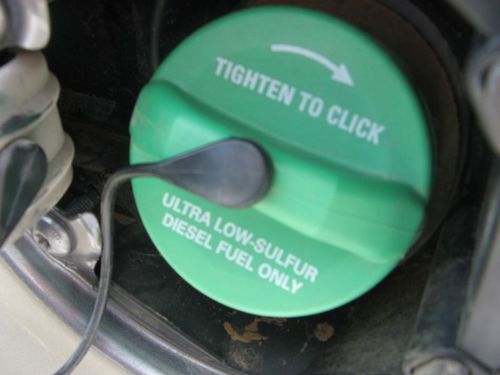 TIGHTEN TO CLICK
ULTRA LOW-SULFUR
DIESEL FUEL ONLY